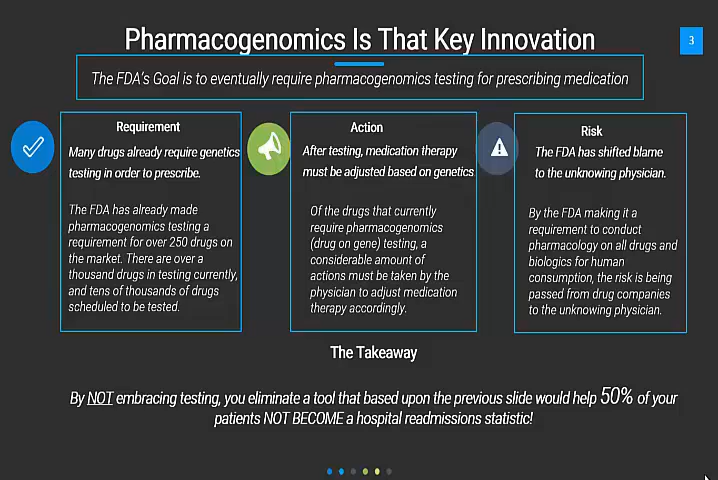 Pharmacogenomics Is That Key Innovation
3
The FDA's Goal is to eventually require pharmacogenomics testing for prescribing medication
Requirement
Many drugs already require genetics
testing in order to prescribe.
The FDA has already made
pharmacogenomics testing a
requirement for over 250 drugs on
the market. There are over a
thousand drugs in testing currently,
and tens of thousands of drugs
scheduled to be tested.
Action
After testing, medication therapy
must be adjusted based on genetics
Of the drugs that currently
require pharmacogenomics
(drug on gene) testing, a
considerable amount of
actions must be taken by the
physician to adjust medication
therapy accordingly.
Risk
The FDA has shifted blame
to the unknowing physician.
By the FDA making it a
requirement to conduct
pharmacology on all drugs and
biologics for human
consumption, the risk is being
passed from drug companies
to the unknowing physician.
The Takeaway
By NOT embracing testing, you eliminate a tool that based upon the previous slide would help 50% of your
patients NOT BECOME a hospital readmissions statistic!